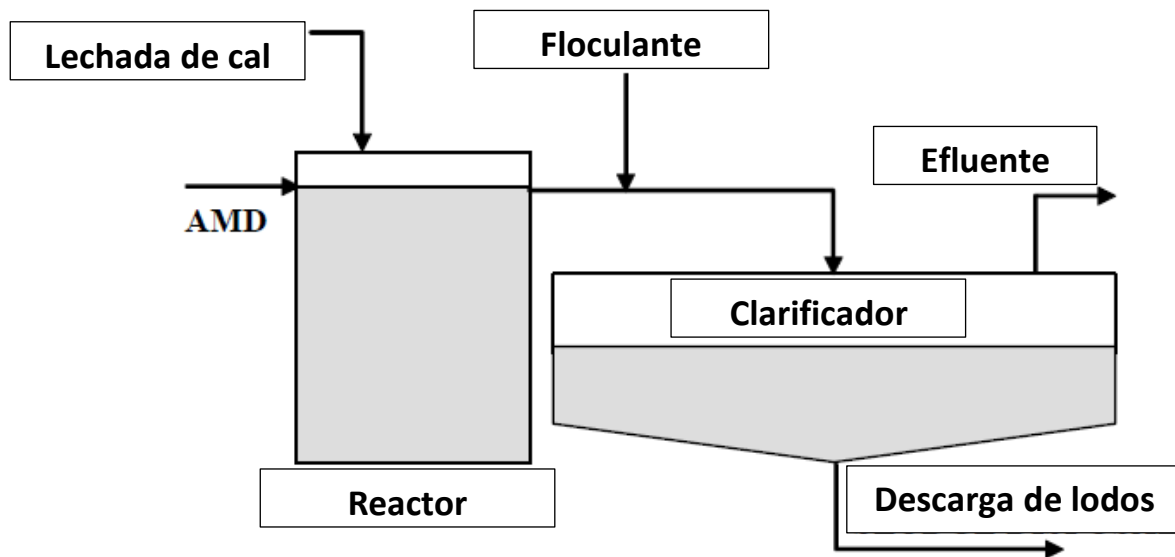 Lechada de cal
Floculante
Efluente
AMD
Clarificador
Reactor
Descarga de lodos